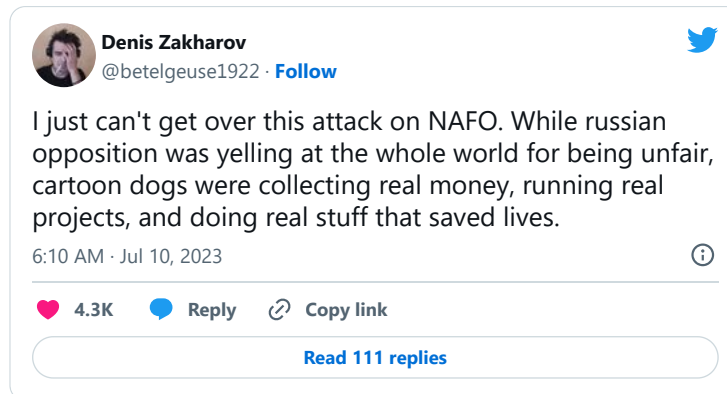 Denis Zakharov
@betelgeuse1922 · Follow
I just can't get over this attack on NAFO. While russian
opposition was yelling at the whole world for being unfair,
cartoon dogs were collecting real money, running real
projects, and doing real stuff that saved lives.
6:10 AM · Jul 10, 2023
4.3K Reply Copy link
Read 111 replies